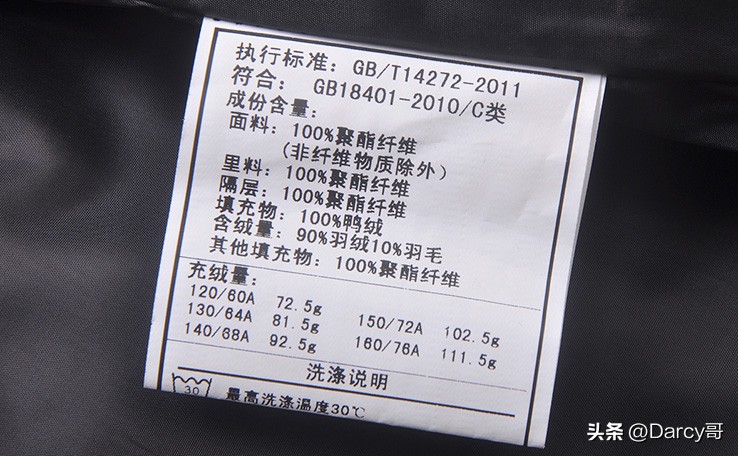 执行标准：GB/T14272-2011
符合：GB18401-2010/C类
成份含量：
面料：100%聚酯纤维
（非纤维物质除外）
里料：100%聚酯纤维
隔层：100%聚酯纤维
填充物：100%鸭绒
含绒量：90%羽绒10%羽毛
其他填充物：100%聚酯纤维
充绒量：
120/60A 72.5g
130/64A 81.5g 150/72A 102.5g
140/68A 92.5g 160/76A 111.5g
洗涤说明
30 最高洗涤温度30℃
头条 @Darcy哥